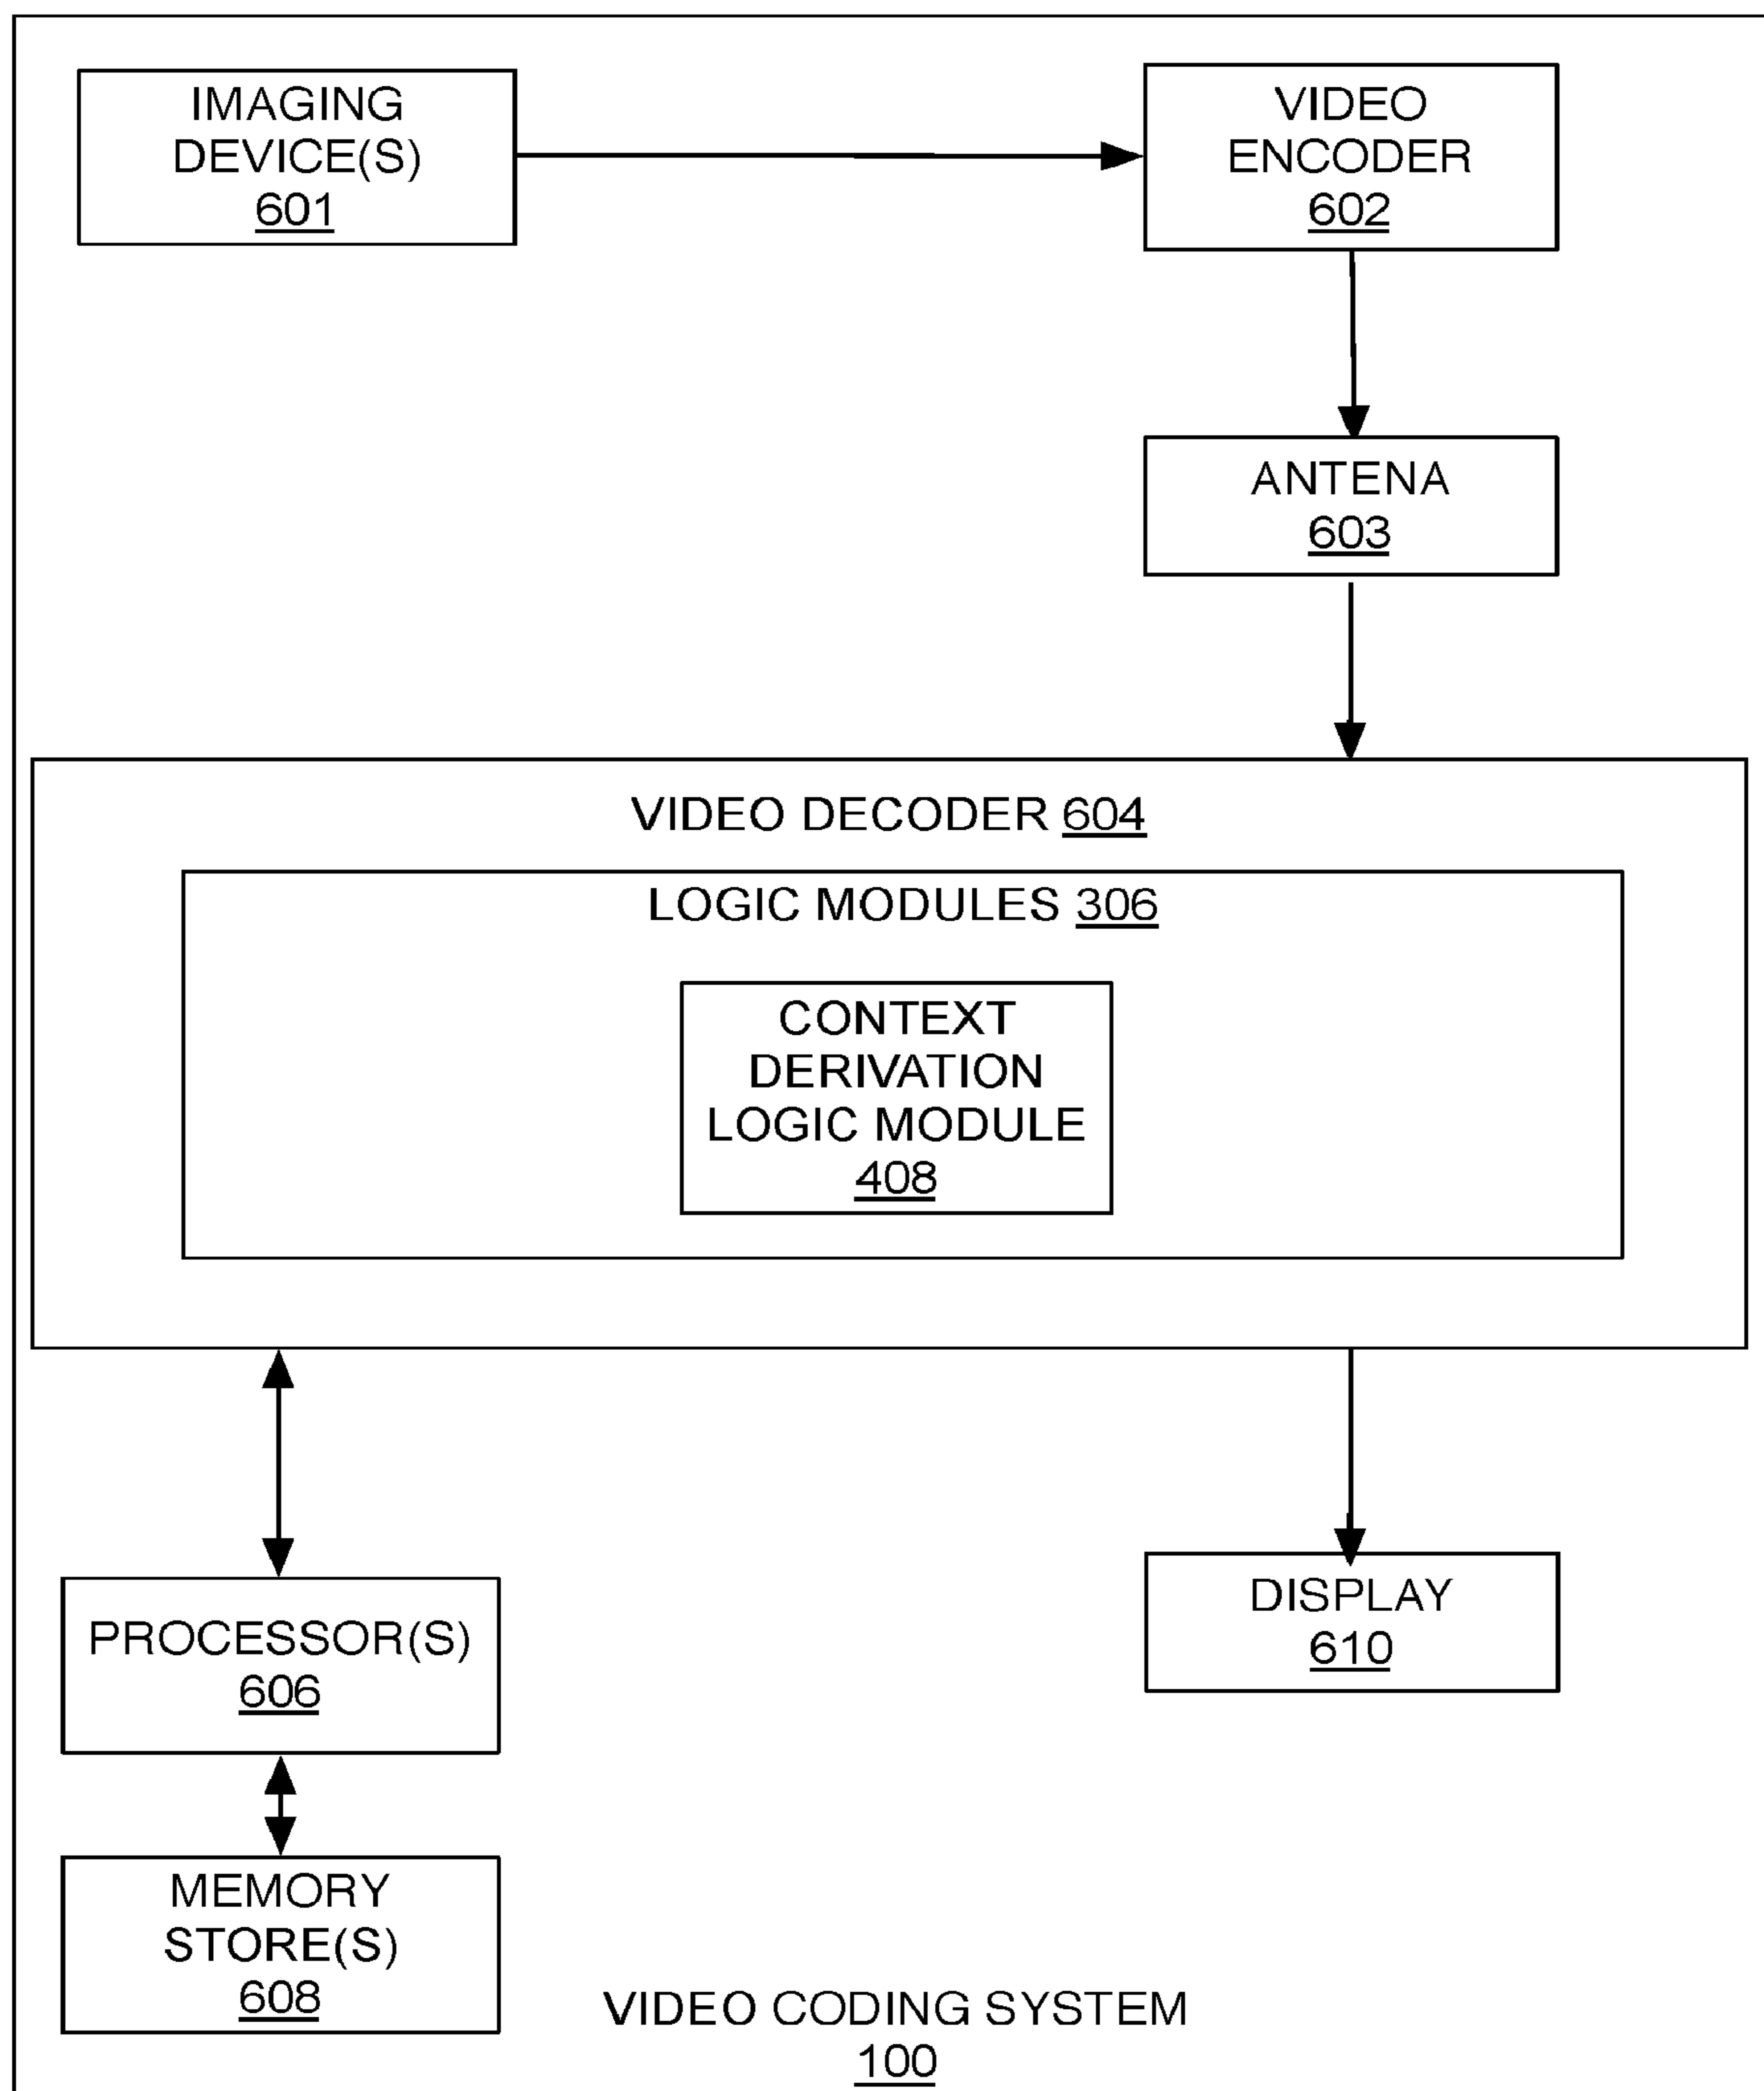 IMAGING
DEVICE(S)
601
VIDEO
ENCODER
602
ANTENA
603
VIDEO DECODER 604
LOGIC MODULES 306
CONTEXT
DERIVATION
LOGIC MODULE
408
PROCESSOR(S)
606
DISPLAY
610
MEMORY
STORE(S)
608
VIDEO CODING SYSTEM
100